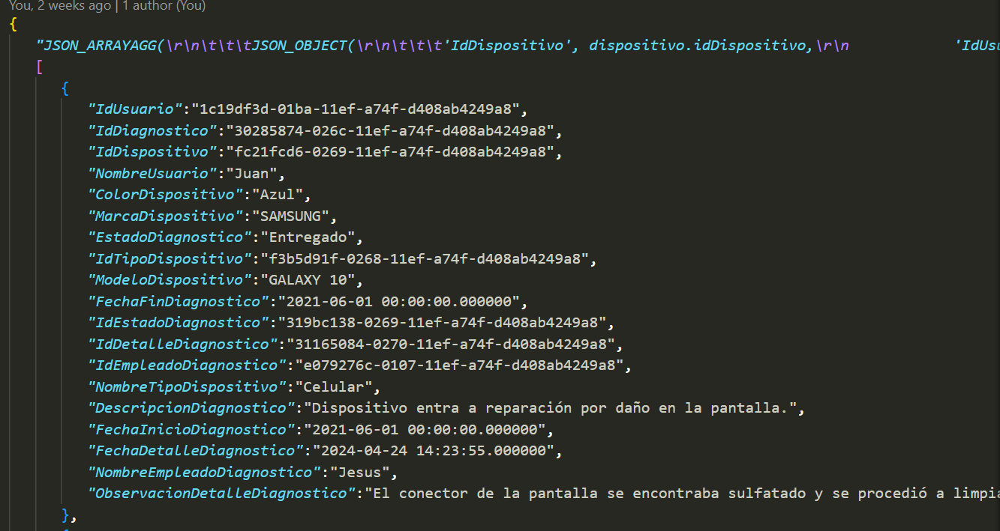 You, 2 weeks ago | 1 author (You)
{
"JSON_ARRAYAGG(\r\n\t\t\tJSON_OBJECT(\r\n\t\t\t'IdDispositivo', dispositivo.idDispositivo,\r\n 'IdUsu
[
{
"IdUsuario":"1c19df3d-01ba-11ef-a74f-d408ab4249a8",
"IdDiagnostico":"30285874-026c-11ef-a74f-d408ab4249a8",
"IdDispositivo":"fc21fcd6-0269-11ef-a74f-d408ab4249a8",
"NombreUsuario":"Juan",
"ColorDispositivo":"Azul",
"MarcaDispositivo":"SAMSUNG",
"EstadoDiagnostico":"Entregado",
"IdTipoDispositivo":"f3b5d91f-0268-11ef-a74f-d408ab4249a8",
"ModeloDispositivo":"GALAXY 10",
"FechaFinDiagnostico":"2021-06-01 00:00:00.000000",
"IdEstadoDiagnostico":"319bc138-0269-11ef-a74f-d408ab4249a8",
"IdDetalleDiagnostico":"31165084-0270-11ef-a74f-d408ab4249a8",
"IdEmpleadoDiagnostico":"e079276c-0107-11ef-a74f-d408ab4249a8",
"NombreTipoDispositivo":"Celular",
"DescripcionDiagnostico":"Dispositivo entra a reparación por daño en la pantalla.",
"FechaInicioDiagnostico":"2021-06-01 00:00:00.000000",
"FechaDetalleDiagnostico":"2024-04-24 14:23:55.000000",
"NombreEmpleadoDiagnostico":"Jesus",
"ObservacionDetalleDiagnostico":"El conector de la pantalla se encontraba sulfatado y se procedió a limpia
},